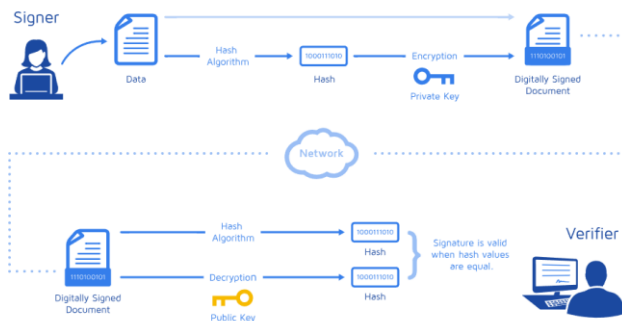 Signer
Data
Hash
Algorithm
1000111010
Hash
Encryption
Private Key
1110100101
Digitally Signed
Document
Network
1110100101
Digitally Signed
Document
Hash
Algorithm
1000111010
Hash
Decryption
Public Key
1000111010
Hash
Signature is valid
when hash values
are equal.
Verifier